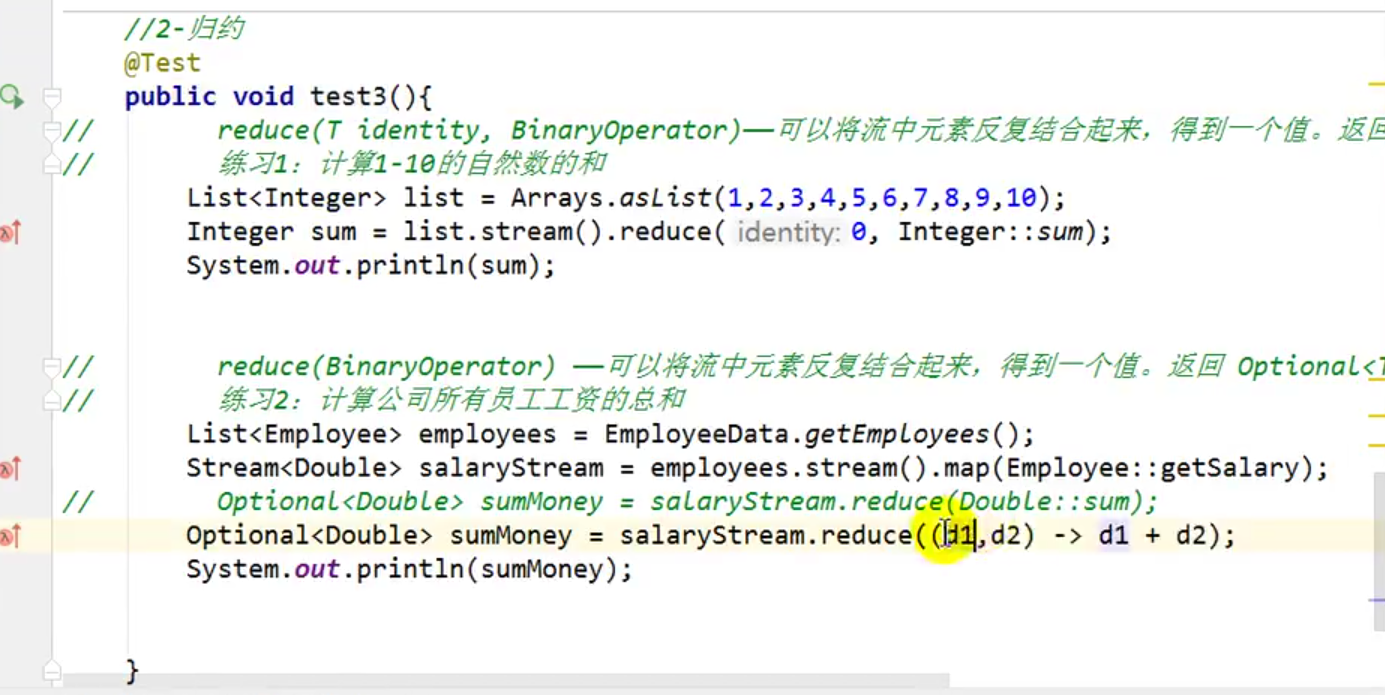 //2-归约
@Test
public void test3(){
// reduce(T identity, BinaryOperator)—可以将流中元素反复结合起来，得到一个值。返回
// 练习1：计算1-10的自然数的和
List<Integer> list = Arrays.asList(1,2,3,4,5,6,7,8,9,10);
Integer sum = list.stream().reduce( identity: 0, Integer::sum);
System.out.println(sum);
// reduce(BinaryOperator) —可以将流中元素反复结合起来，得到一个值。返回 Optional<T
// 练习2：计算公司所有员工工资的总和
List<Employee> employees = EmployeeData.getEmployees();
Stream<Double> salaryStream = employees.stream().map(Employee::getSalary);
// Optional<Double> sumMoney = salaryStream.reduce(Double::sum);
Optional<Double> sumMoney = salaryStream.reduce((d1,d2) -> d1 + d2);
System.out.println(sumMoney);
}